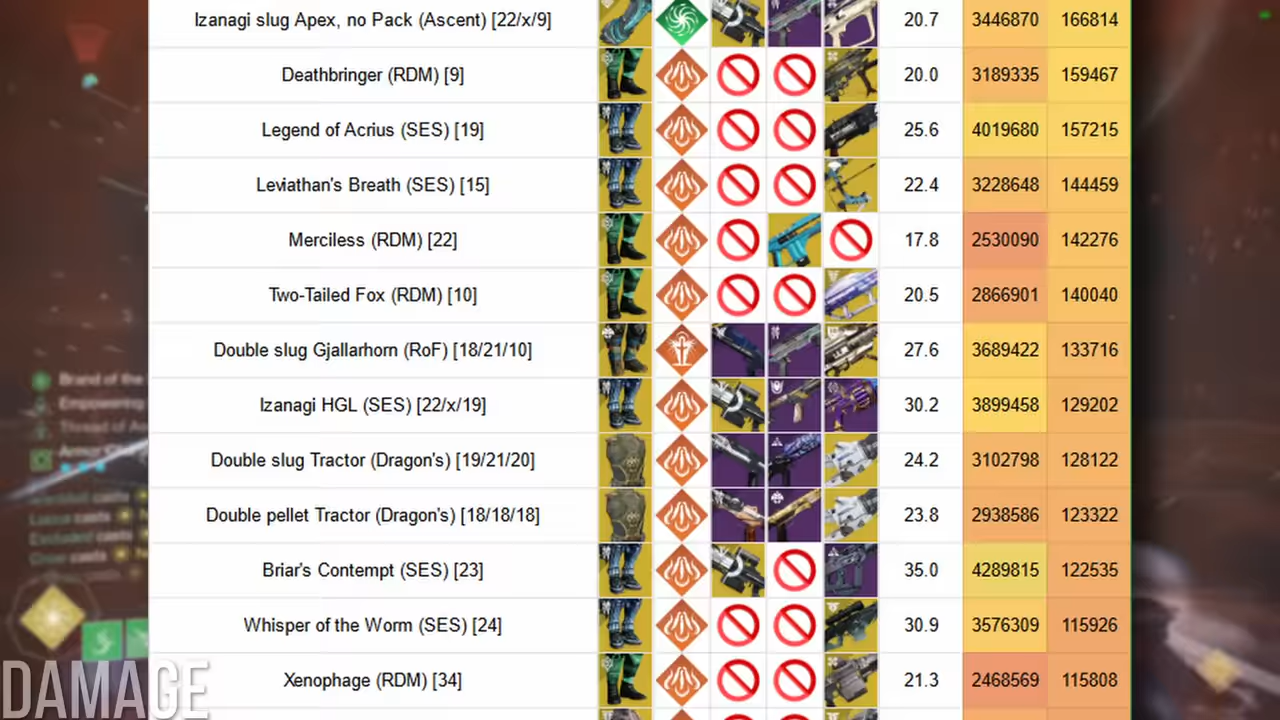 Izanagi slug Apex, no Pack (Ascent) [22/x/9] 20.7 3446870 166814
Deathbringer (RDM) [9] 20.0 3189335 159467
Legend of Acrius (SES) [19] 25.6 4019680 157215
Leviathan's Breath (SES) [15] 22.4 3228648 144459
Merciless (RDM) [22] 17.8 2530090 142276
Two-Tailed Fox (RDM) [10] 20.5 2866901 140040
Double slug Gjallarhorn (RoF) [18/21/10] 27.6 3689422 133716
Izanagi HGL (SES) [22/x/19] 30.2 3899458 129202
Double slug Tractor (Dragon's) [19/21/20] 24.2 3102798 128122
Double pellet Tractor (Dragon's) [18/18/18] 23.8 2938586 123322
Briar's Contempt (SES) [23] 35.0 4289815 122535
Whisper of the Worm (SES) [24] 30.9 3576309 115926
Xenophage (RDM) [34] 21.3 2468569 115808
Brand of the
Empowering
Thread of
DAMAGE